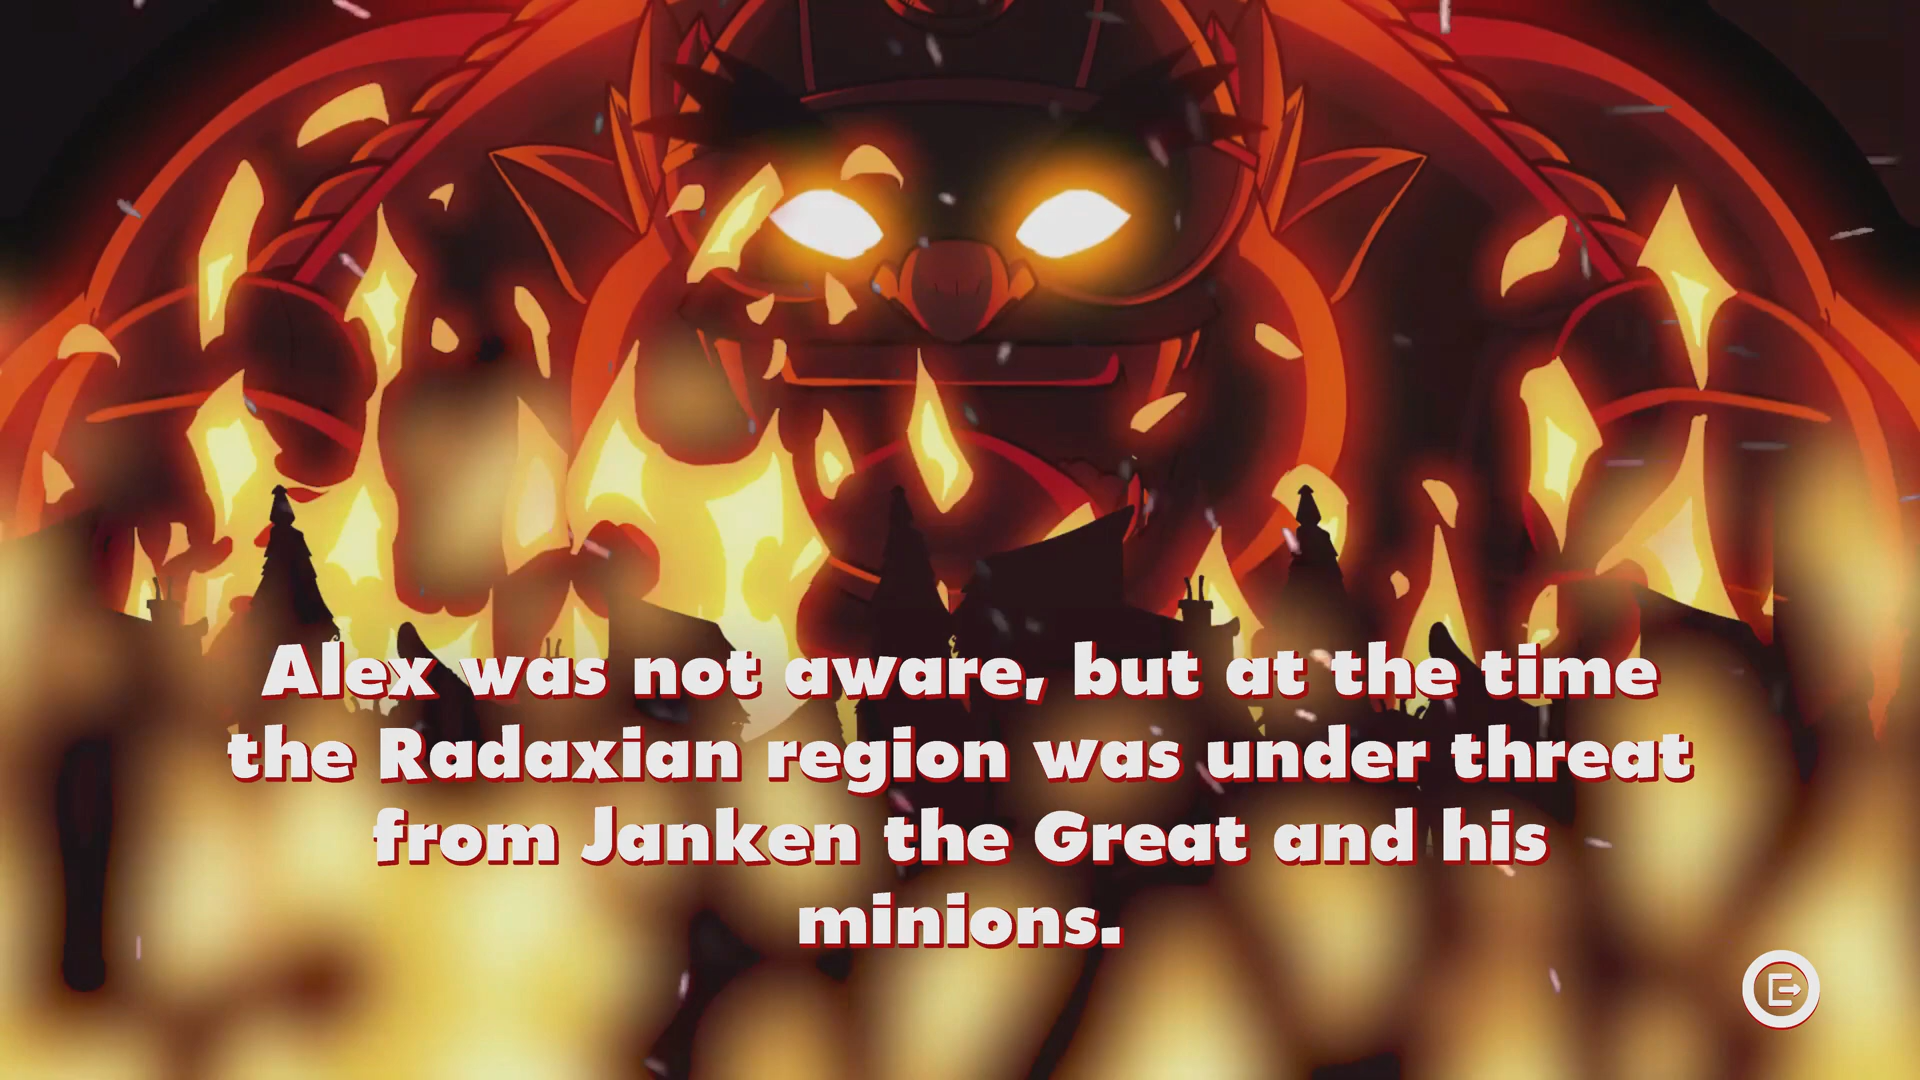 Alex was not aware, but at the time
the Radaxian region was under threat
from Janken the Great and his
minions.